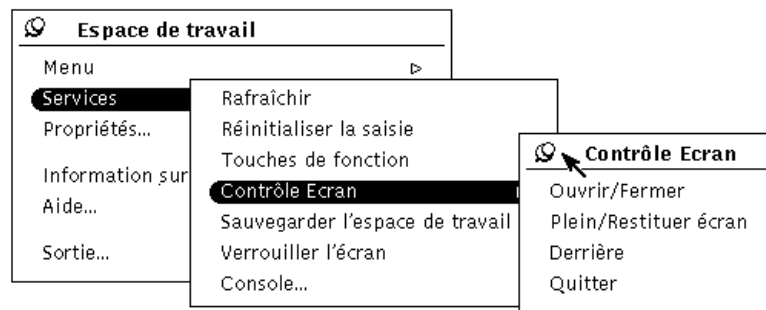 Espace de travail
Menu
Services
Propriétés...
Information sur
Aide...
Sortie...
Rafraîchir
Réinitialiser la saisie
Touches de fonction
Contrôle Ecran
Sauvegarder l'espace de travail
Verrouiller l'écran
Console...
Contrôle Ecran
Ouvrir/Fermer
Plein/Restituer écran
Derrière
Quitter